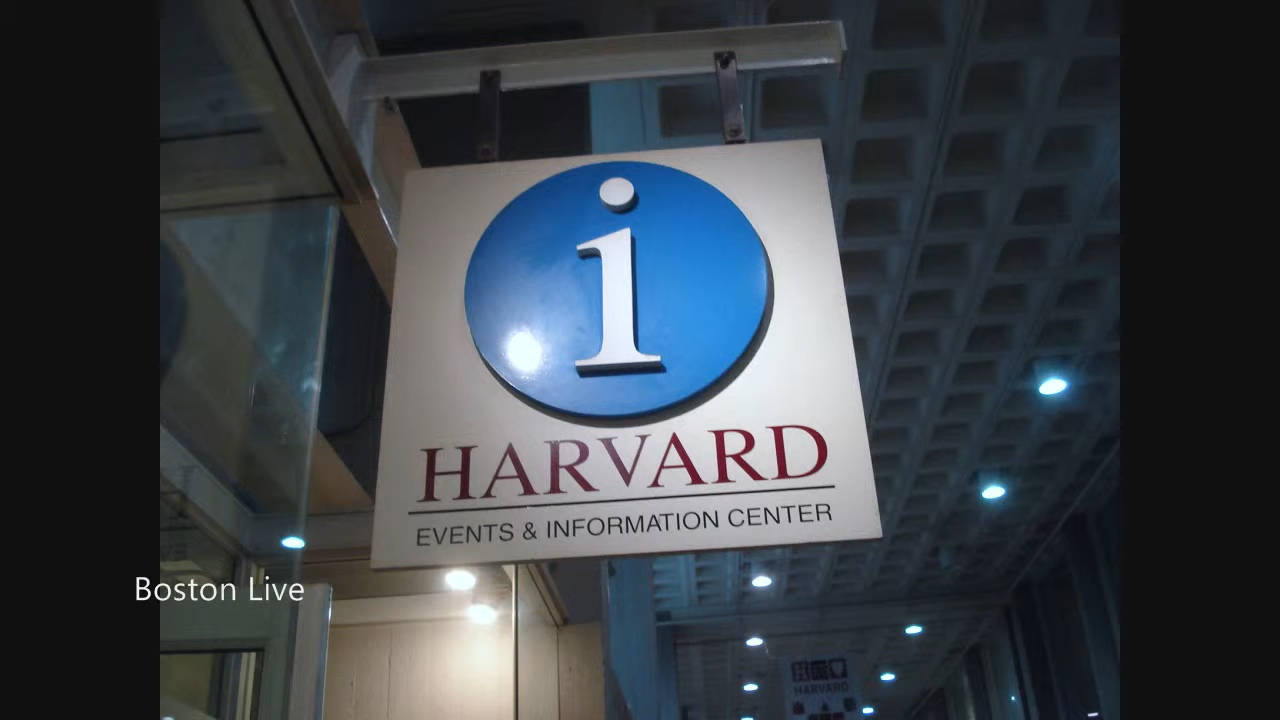 i
HARVARD
EVENTS & INFORMATION CENTER
Boston Live
HARVARD